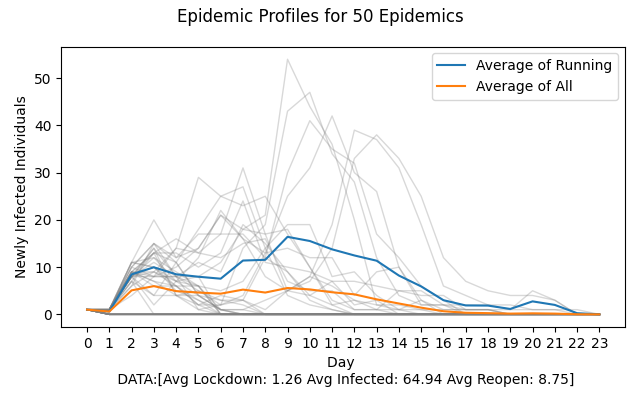 Epidemic Profiles for 50 Epidemics
Average of Running
Average of All
Newly Infected Individuals
50
40
30
20
10
0
0 1 2 3 4 5 6 7 8 9 10 11 12 13 14 15 16 17 18 19 20 21 22 23
Day
DATA:[Avg Lockdown: 1.26 Avg Infected: 64.94 Avg Reopen: 8.75]